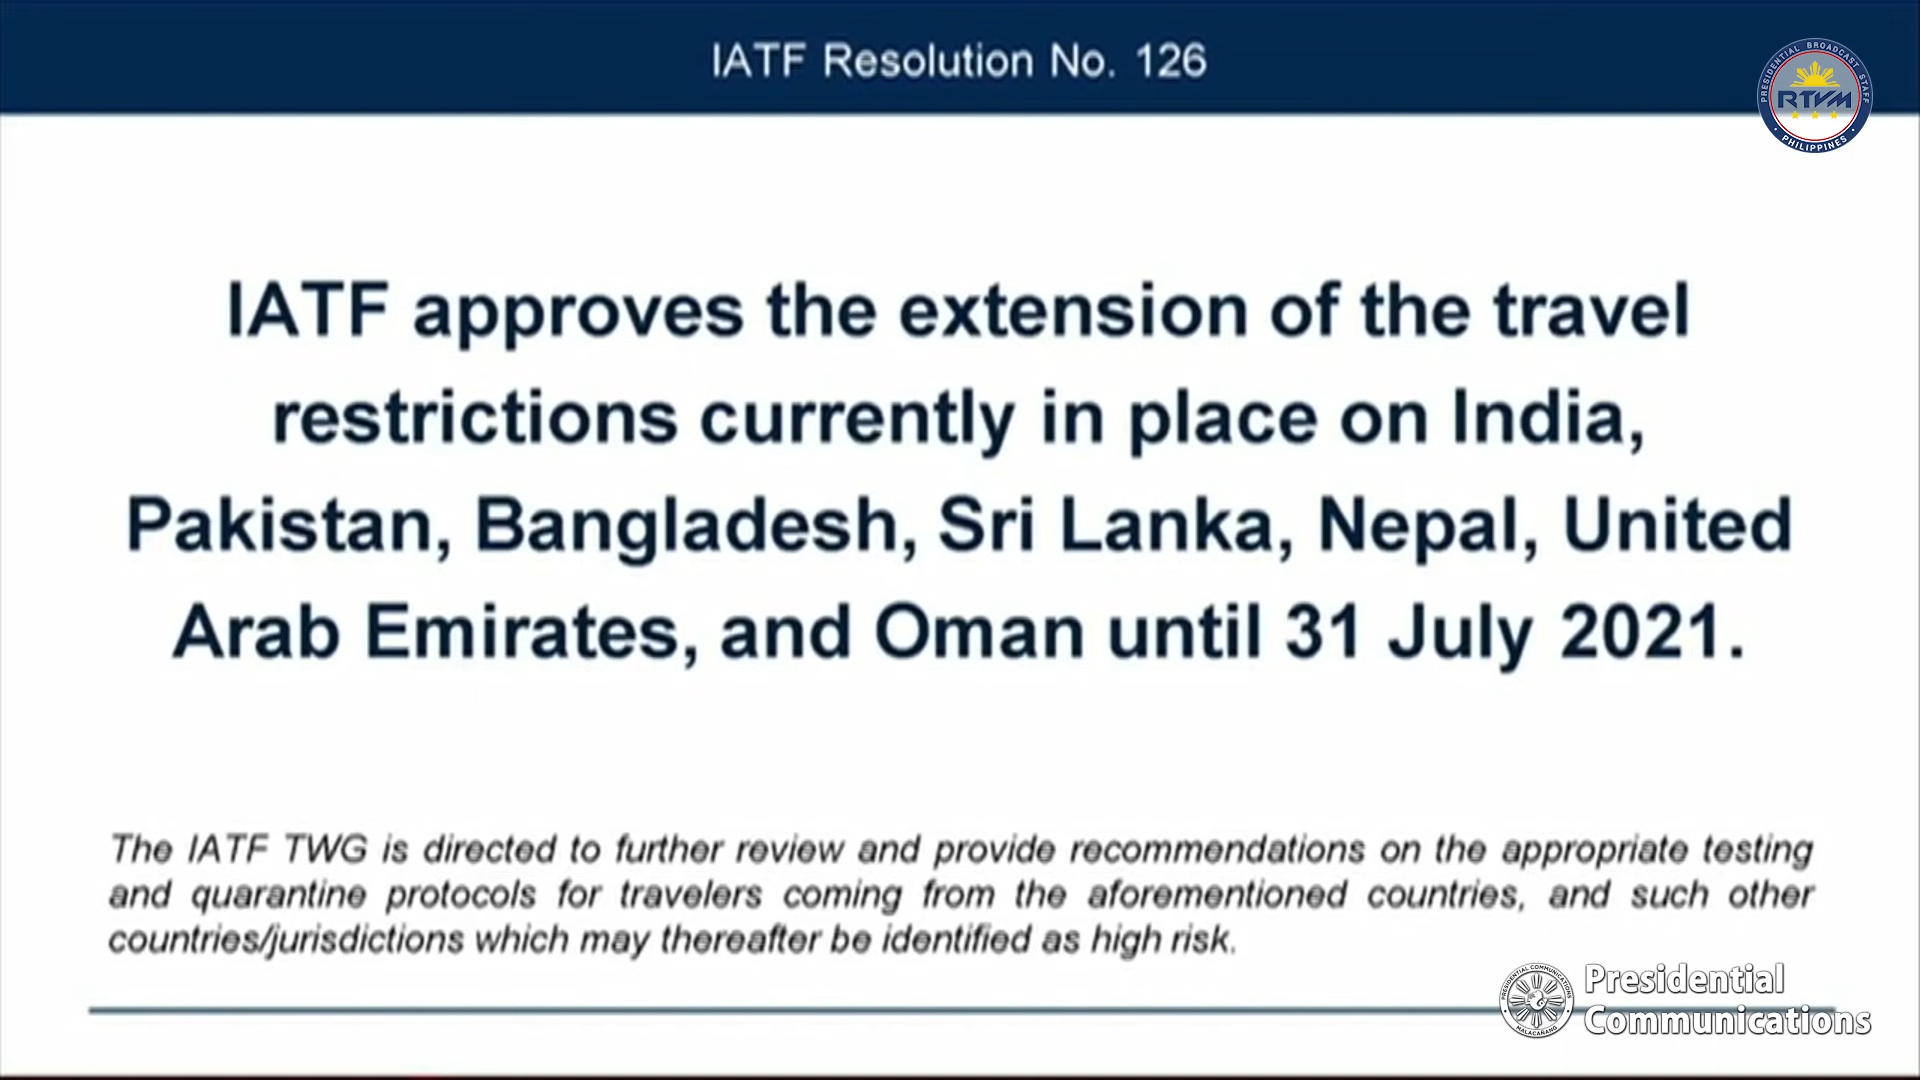 IATF Resolution No. 126
PRESIDENTIAL BROADCAST STAFF
RTVM
PHILIPPINES
IATF approves the extension of the travel
restrictions currently in place on India,
Pakistan, Bangladesh, Sri Lanka, Nepal, United
Arab Emirates, and Oman until 31 July 2021.
The IATF TWG is directed to further review and provide recommendations on the appropriate testing
and quarantine protocols for travelers coming from the aforementioned countries, and such other
countries/jurisdictions which may thereafter be identified as high risk.
PRESIDENTIAL COMMUNICATIONS
MALACAÑANG
Presidential
Communications